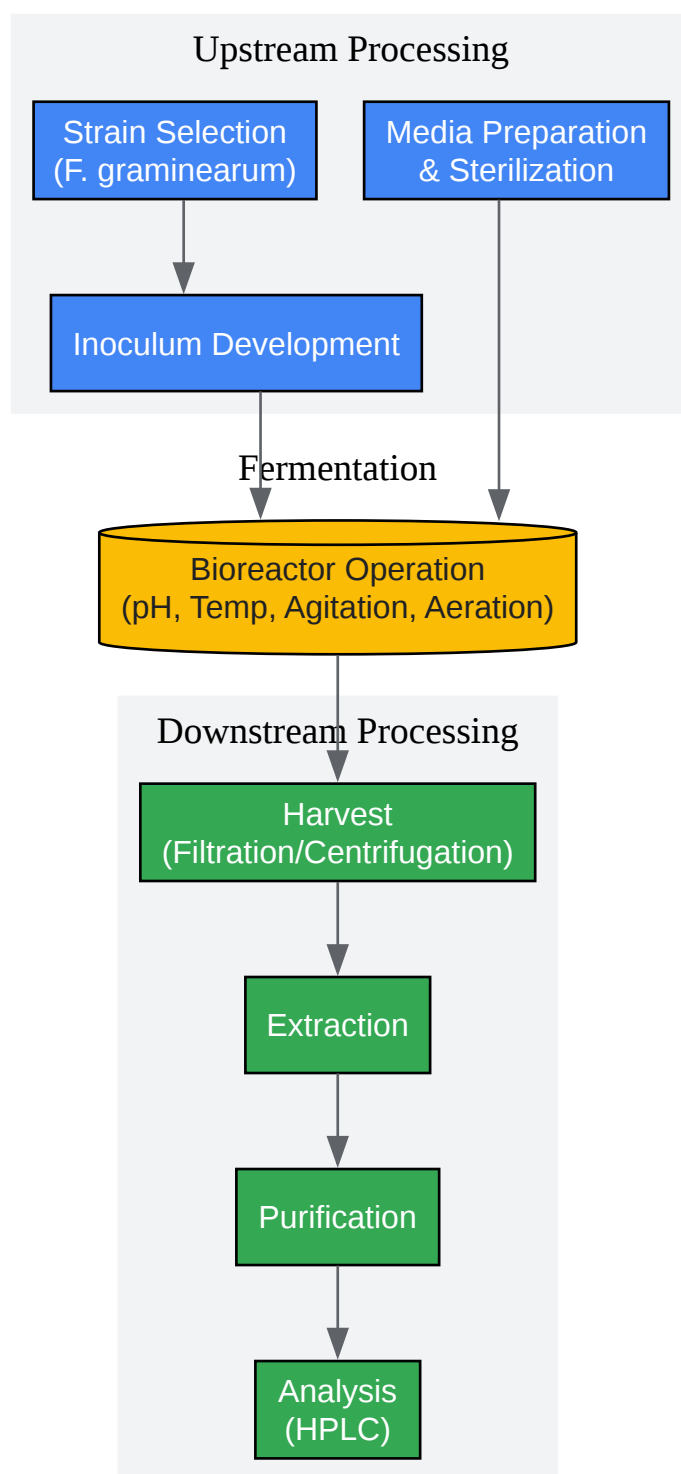 Upstream Processing
Strain Selection
(F. graminearum)
Media Preparation
& Sterilization
Inoculum Development
Fermentation
Bioreactor Operation
(pH, Temp, Agitation, Aeration)
Downstream Processing
Harvest
(Filtration/Centrifugation)
Extraction
Purification
Analysis
(HPLC)